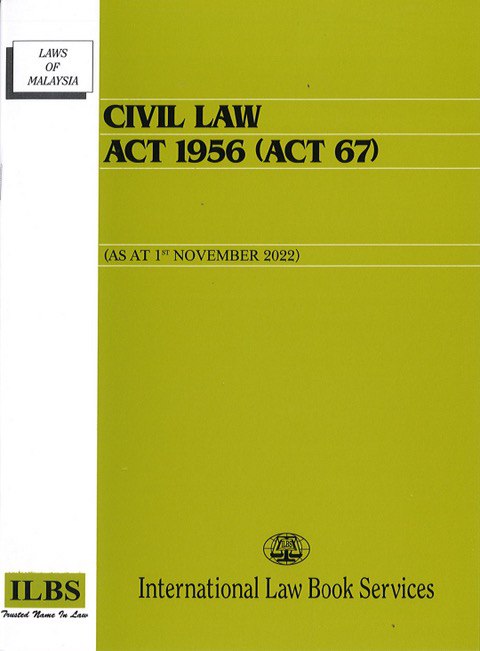 LAWS
OF
MALAYSIA
CIVIL LAW
ACT 1956 (ACT 67)
(AS AT 1ST NOVEMBER 2022)
ILBS
International Law Book Services
ILBS
Trusted Name In Law